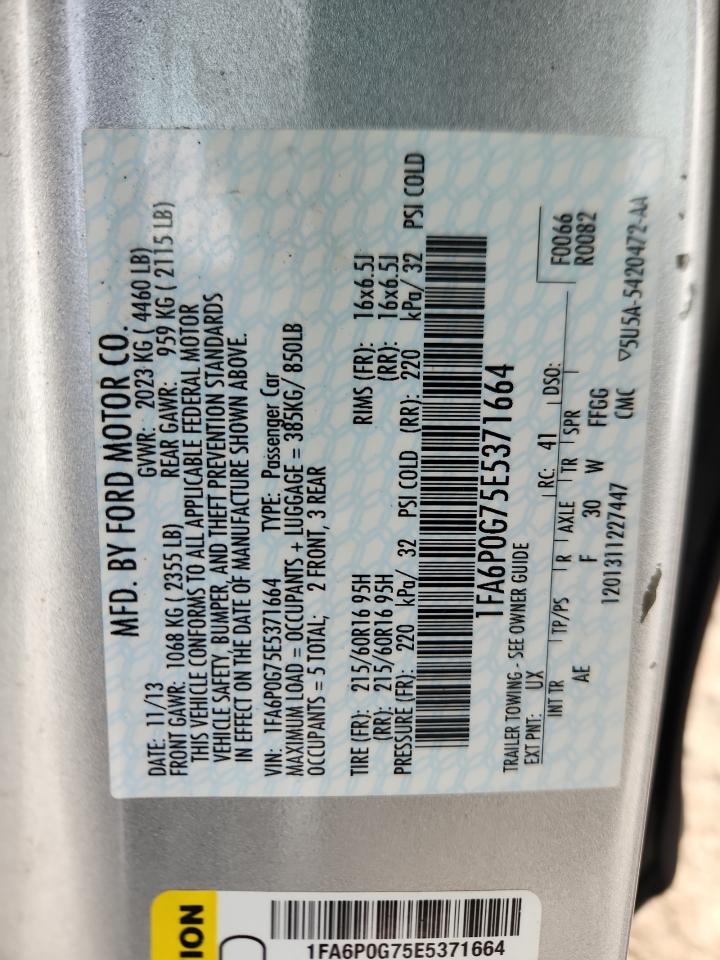 MFD. BY FORD MOTOR CO.
DATE: 11/13 GVWR: 2023 KG ( 4460 LB)
FRONT GAWR: 1068 KG (2355 LB) REAR GAWR: 959 KG ( 2115 LB)
THIS VEHICLE CONFORMS TO ALL APPLICABLE FEDERAL MOTOR
VEHICLE SAFETY, BUMPER, AND THEFT PREVENTION STANDARDS
IN EFFECT ON THE DATE OF MANUFACTURE SHOWN ABOVE.
VIN: 1FA6P0G75E5371664 TYPE: Passenger Car
MAXIMUM LOAD = OCCUPANTS + LUGGAGE = 385KG/ 850LB
OCCUPANTS = 5 TOTAL; 2 FRONT, 3 REAR
TIRE (FR): 215/60R16 95H RIMS (FR): 16x6.5J
(RR): 215/60R16 95H (RR): 16x6.5J
PRESSURE (FR): 220 kPa/ 32 PSI COLD (RR): 220 kPa/ 32 PSI COLD
1FA6P0G75E5371664
TRAILER TOWING - SEE OWNER GUIDE
EXT PNT: UX RC: 41 DSO: F0066
R0082
INT TR TP/PS R AXLE TR SPR
AE F 30 W FFGG
1201311227447 CMC ▽5U5A-5420472-AA
ION
1FA6P0G75E5371664